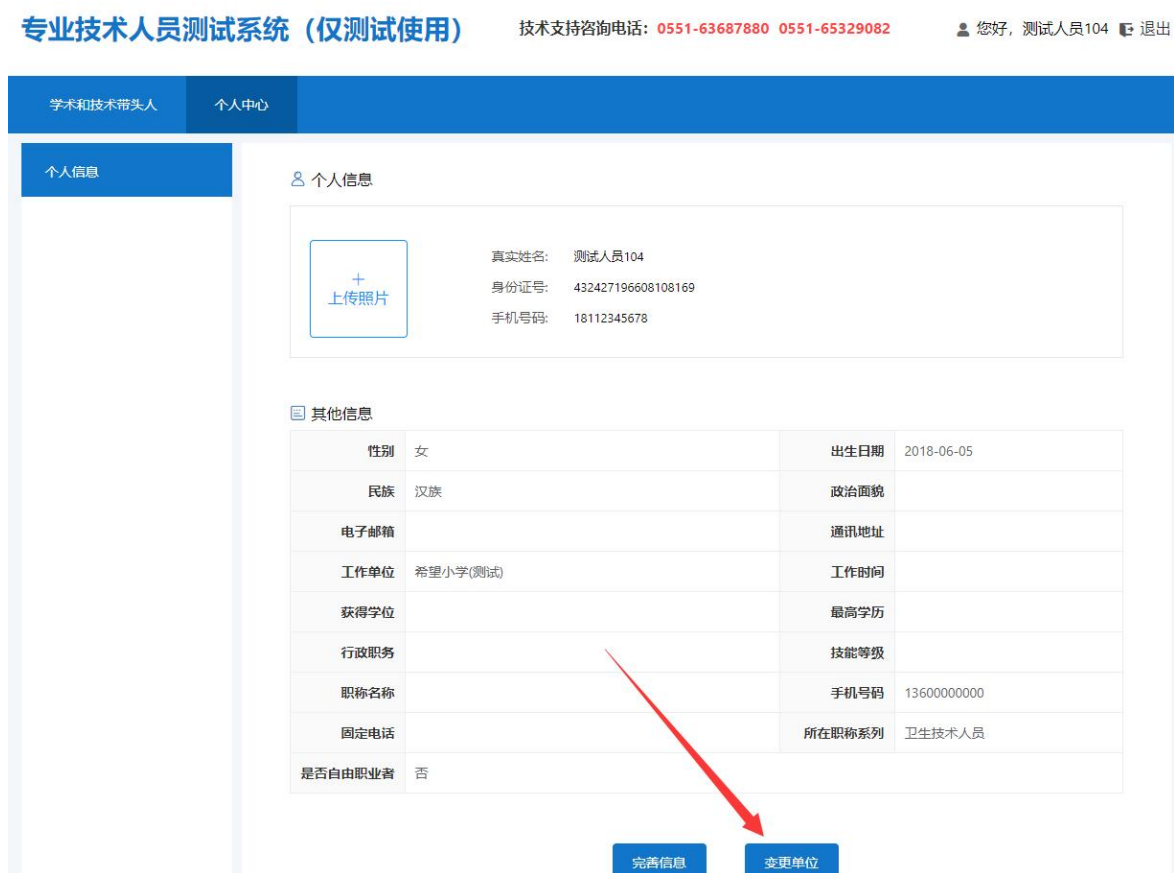 专业技术人员测试系统（仅测试使用） 技术支持咨询电话：0551-63687880 0551-65329082 您好，测试人员104 退出
学术和技术带头人 个人中心
个人信息
个人信息
上传照片
真实姓名: 测试人员104
身份证号: 432427196608108169
手机号码: 18112345678
其他信息
性别 女 出生日期 2018-06-05
民族 汉族 政治面貌
电子邮箱 通讯地址
工作单位 希望小学(测试) 工作时间
获得学位 最高学历
行政职务 技能等级
职称名称 手机号码 13600000000
固定电话 所在职称系列 卫生技术人员
是否自由职业者 否
完善信息 变更单位